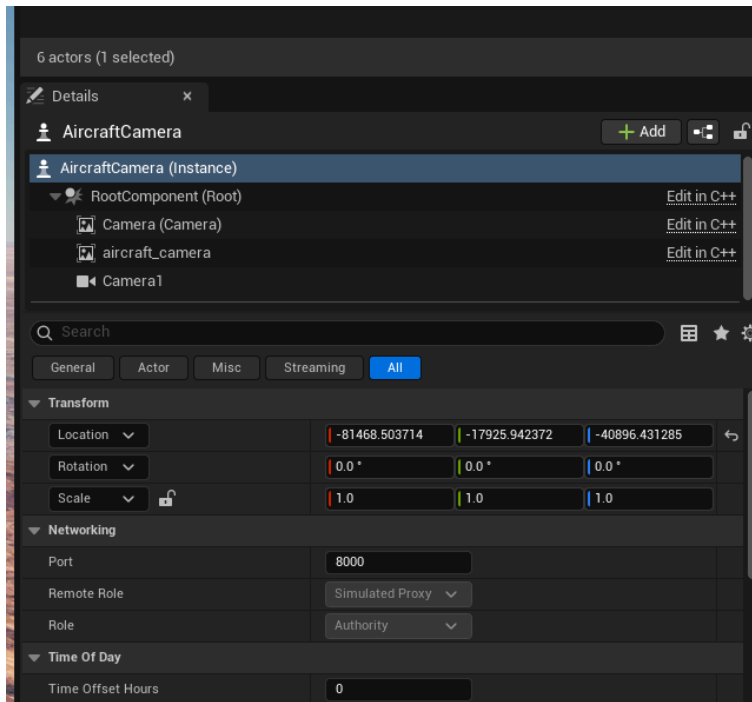 6 actors (1 selected)
Details
AircraftCamera
Add
AircraftCamera (Instance)
RootComponent (Root) Edit in C++
Camera (Camera) Edit in C++
aircraft_camera Edit in C++
Camera1
Search
General Actor Misc Streaming All
Transform
Location -81468.503714 -17925.942372 -40896.431285
Rotation 0.0 ° 0.0 ° 0.0 °
Scale 1.0 1.0 1.0
Networking
Port 8000
Remote Role Simulated Proxy
Role Authority
Time Of Day
Time Offset Hours 0